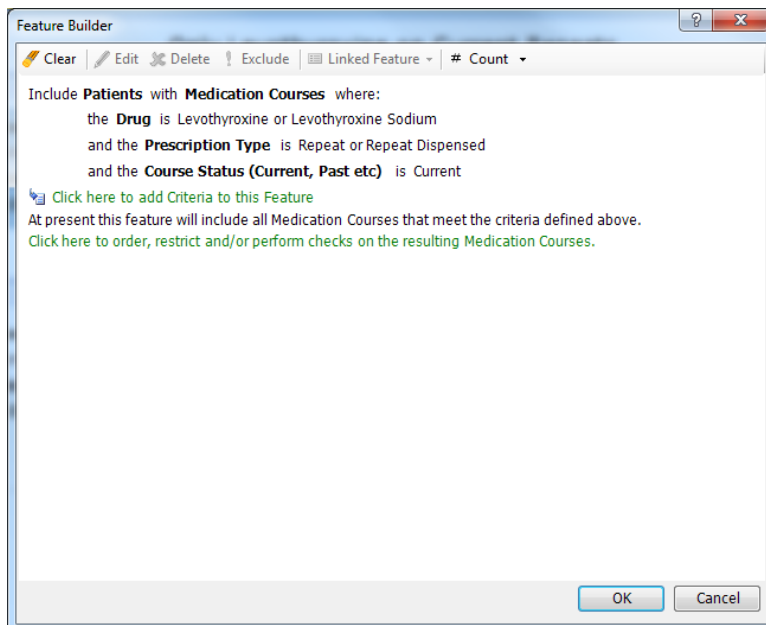 Feature Builder
Clear Edit Delete ! Exclude Linked Feature # Count
Include Patients with Medication Courses where:
the Drug is Levothyroxine or Levothyroxine Sodium
and the Prescription Type is Repeat or Repeat Dispensed
and the Course Status (Current, Past etc) is Current
Click here to add Criteria to this Feature
At present this feature will include all Medication Courses that meet the criteria defined above.
Click here to order, restrict and/or perform checks on the resulting Medication Courses.
OK Cancel